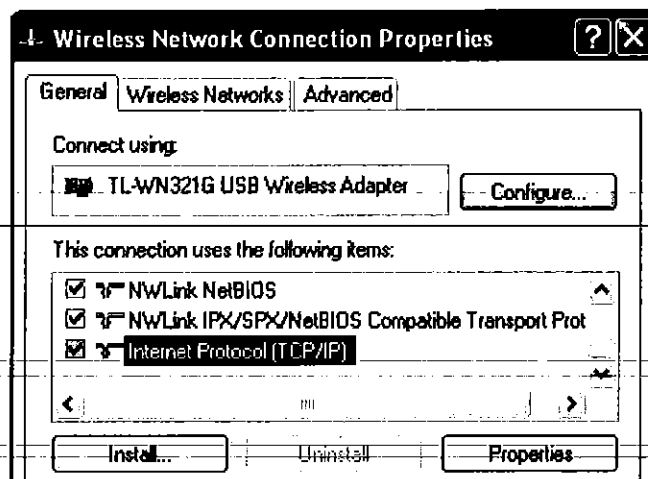 Wireless Network Connection Properties
General Wireless Networks Advanced
Connect using:
TL-WN321G USB Wireless Adapter Configure...
This connection uses the following items:
NWLink NetBIOS
NWLink IPX/SPX/NetBIOS Compatible Transport Prot
Internet Protocol (TCP/IP)
Install... Uninstall Properties